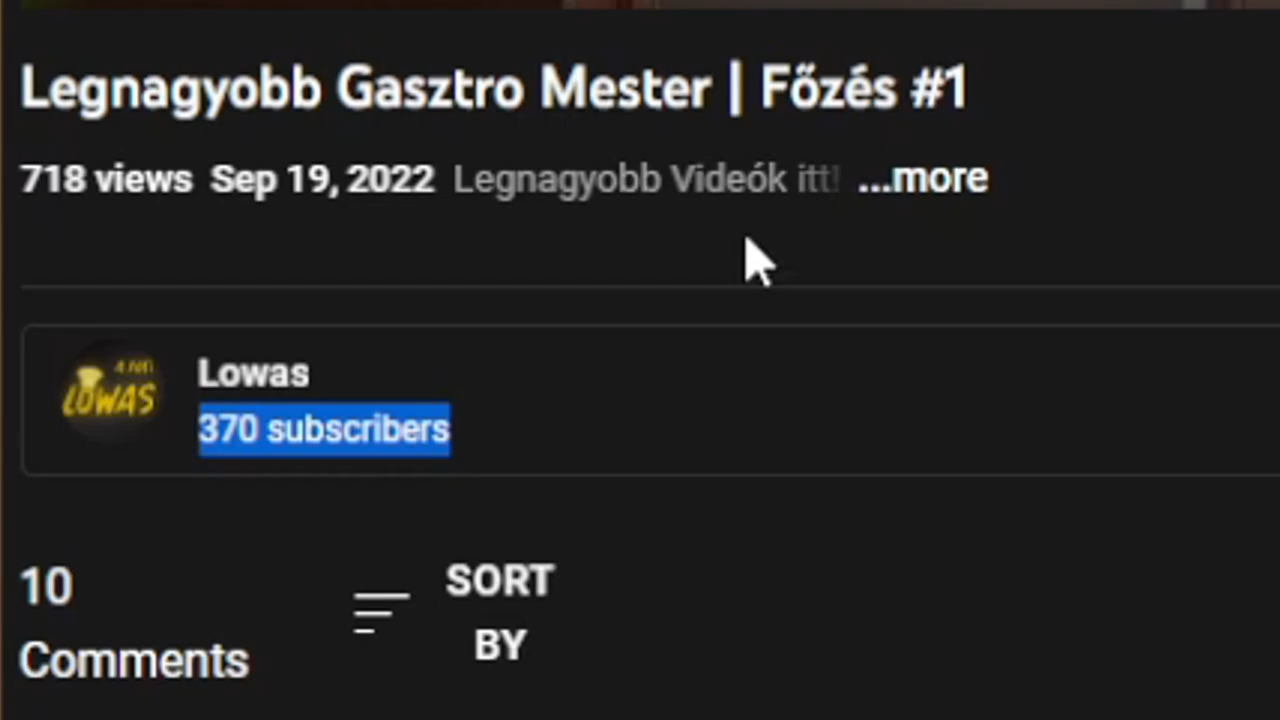 Legnagyobb Gasztro Mester | Főzés #1
718 views Sep 19, 2022 Legnagyobb Videók itt! ...more
LOWAS
Lowas
370 subscribers
10
Comments
SORT
BY